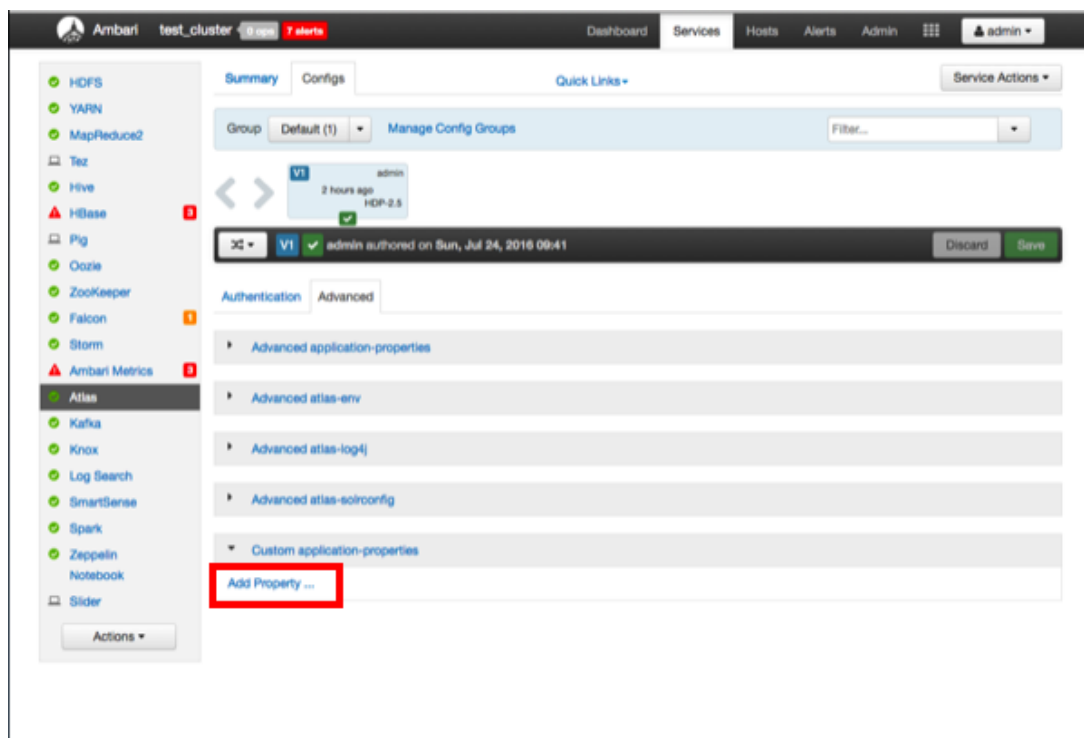 Ambari test_cluster 0 ops 7 alerts Dashboard Services Hosts Alerts Admin admin
HDFS
YARN
MapReduce2
Tez
Hive
HBase 3
Pig
Oozie
ZooKeeper
Falcon 1
Storm
Ambari Metrics 3
Atlas
Kafka
Knox
Log Search
SmartSense
Spark
Zeppelin
Notebook
Slider
Actions
Summary Configs Quick Links Service Actions
Group Default (1) Manage Config Groups Filter...
V1 admin
2 hours ago
HDP-2.5
V1 admin authored on Sun, Jul 24, 2016 09:41 Discard Save
Authentication Advanced
Advanced application-properties
Advanced atlas-env
Advanced atlas-log4j
Advanced atlas-solrconfig
Custom application-properties
Add Property ...